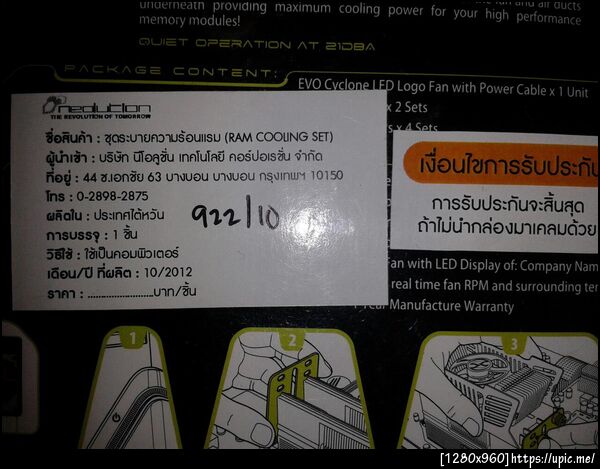 underneath providing maximum cooling power for your high performance
memory modules!
QUIET OPERATION AT 21DBA
PACKAGE CONTENT:
EVO Cyclone LED Logo Fan with Power Cable x 1 Unit
x 2 Sets
x 4 Sets
neolution
THE REVOLUTION OF TOMORROW
ชื่อสินค้า : ชุดระบายความร้อนแรม (RAM COOLING SET)
ผู้นำเข้า : บริษัท นีโอลูชั่น เทคโนโลยี คอร์ปอเรชั่น จำกัด
ที่อยู่ : 44 ซ.เอกชัย 63 บางบอน บางบอน กรุงเทพฯ 10150
โทร : 0-2898-2875
ผลิตใน : ประเทศไต้หวัน
การบรรจุ : 1 ชิ้น
วิธีใช้ : ใช้เป็นคอมพิวเตอร์
เดือน/ปี ที่ผลิต : 10/2012
ราคา : ........................บาท/ชิ้น
922/10
เงื่อนไขการรับประกัน
การรับประกันจะสิ้นสุด
ถ้าไม่นำกล่องมาเคลมด้วย
Fan with LED Display of: Company Nam
real time fan RPM and surrounding ter
Year Manufacture Warranty
1
2
3
[1280x960]https://upic.me/